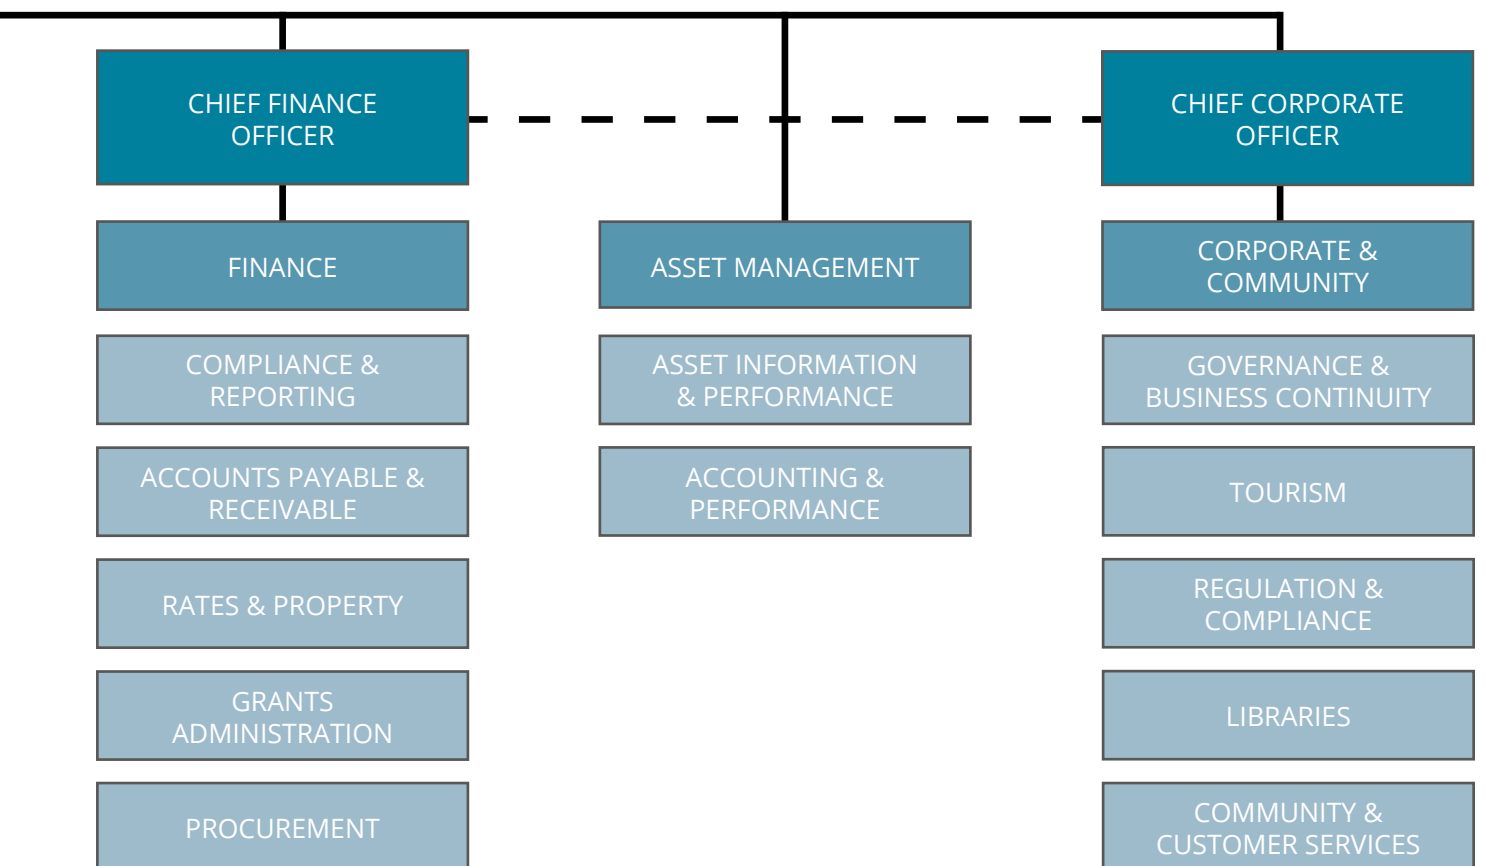 CHIEF FINANCE
OFFICER
CHIEF CORPORATE
OFFICER
FINANCE
ASSET MANAGEMENT
CORPORATE &
COMMUNITY
COMPLIANCE &
REPORTING
ASSET INFORMATION
& PERFORMANCE
GOVERNANCE &
BUSINESS CONTINUITY
ACCOUNTS PAYABLE &
RECEIVABLE
ACCOUNTING &
PERFORMANCE
TOURISM
RATES & PROPERTY
REGULATION &
COMPLIANCE
GRANTS
ADMINISTRATION
LIBRARIES
PROCUREMENT
COMMUNITY &
CUSTOMER SERVICES